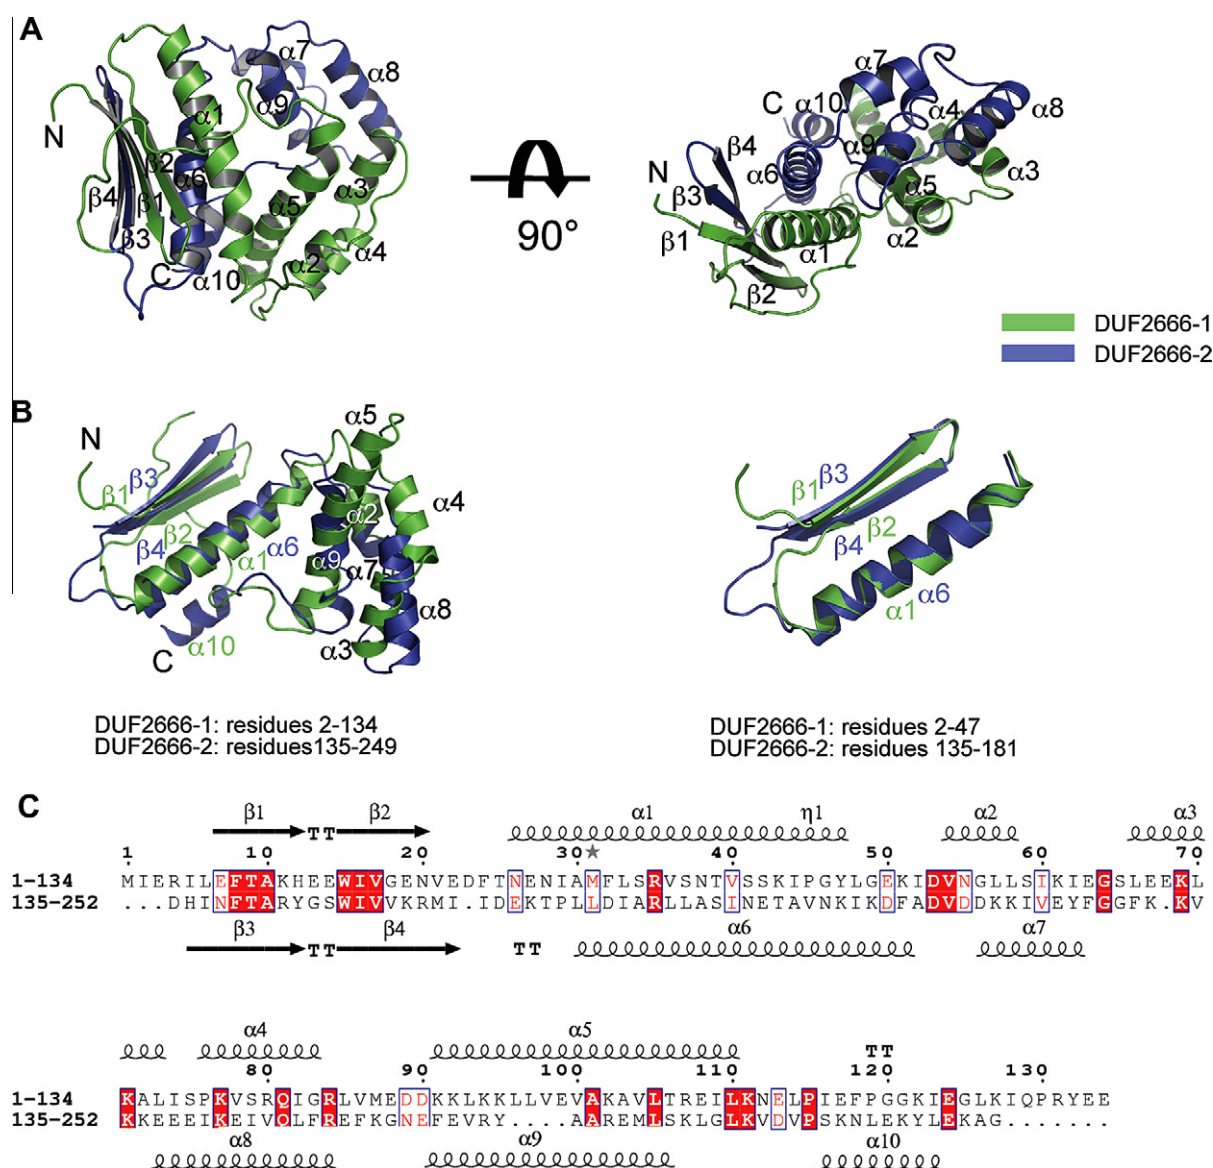 A
N
β4
β3
β1
β2
α6
α1
C
α10
α9
α7
α8
α5
α3
α2
α4
90°
N
β4
β3
β1
β2
C
α10
α6
α1
α7
α9
α4
α8
α5
α3
α2
DUF2666-1
DUF2666-2
B
N
β1
β3
β2
β4
α1
α6
C
α10
α5
α2
α4
α9
α7
α8
α3
DUF2666-1: residues 2-134
DUF2666-2: residues135-249
β1
β3
β4
β2
α1
α6
DUF2666-1: residues 2-47
DUF2666-2: residues 135-181
C
β1 β2 α1 η1 α2 α3
TT
1 10 20 30 40 50 60 70
1-134 MIERILEFTAKHEEWIVGENVEDFTNENIAMFLSRVSNTVSSKIPGYLGEKIDVNGLLSIKIEGSLEEKL
135-252 ...DHINFTARYGSWIVVKRMI.IDEKTPLLDIARLLASINETAVNKIKDFADVDDKKIVEYFGGFK.KV
TT TT
β3 β4 α6 α7
α4 α5 TT
80 90 100 110 120 130
1-134 KALISPKVSRQIGRLVMEDDKKLKKLLVEVAKAVLTREILKNELPIEFPGGKIEGLKIQPRYEE
135-252 KKEEEIKEIVQLFREFKGNEFEVRY....AAREMLSKLGLKVDVPSKNLEKYLEKAG.......
α8 α9 α10